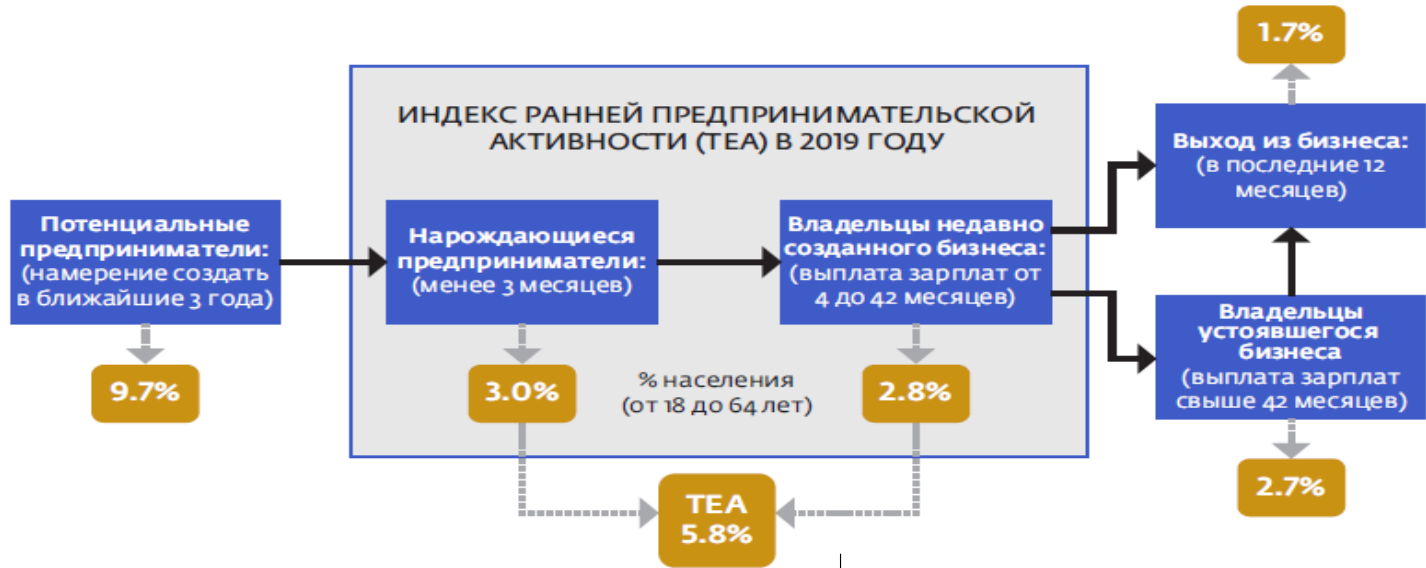 1.7%
ИНДЕКС РАННЕЙ ПРЕДПРИНИМАТЕЛЬСКОЙ
АКТИВНОСТИ (TEA) В 2019 ГОДУ
Потенциальные
предприниматели:
(намерение создать
в ближайшие 3 года)
9.7%
Нарождающиеся
предприниматели:
(менее 3 месяцев)
3.0%
% населения
(от 18 до 64 лет)
Владельцы недавно
созданного бизнеса:
(выплата зарплат от
4 до 42 месяцев)
2.8%
TEA
5.8%
Выход из бизнеса:
(в последние 12
месяцев)
Владельцы
устоявшегося
бизнеса
(выплата зарплат
свыше 42 месяцев)
2.7%